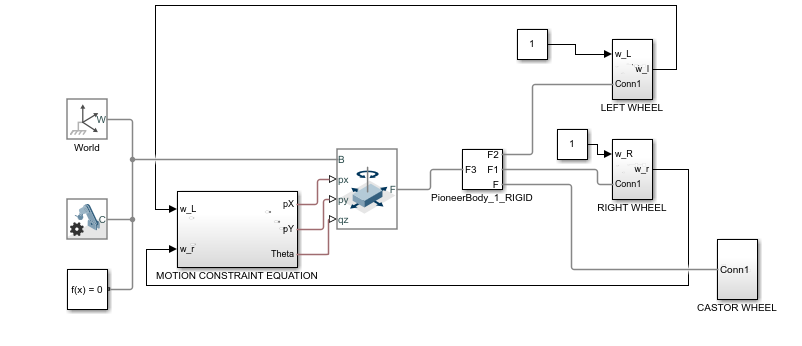 1
w_L
w_l
Conn1
LEFT WHEEL
W
World
1
w_R
w_r
Conn1
RIGHT WHEEL
B
px
py
qz
F
F2
F3
F1
F
PioneerBody_1_RIGID
C
w_L
w_r
pX
pY
Theta
MOTION CONSTRAINT EQUATION
f(x) = 0
Conn1
CASTOR WHEEL